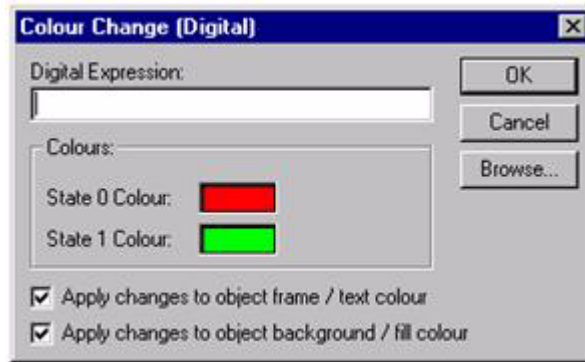 Colour Change (Digital)
Digital Expression:
OK
Cancel
Browse...
Colours:
State 0 Colour:
State 1 Colour:
Apply changes to object frame / text colour
Apply changes to object background / fill colour